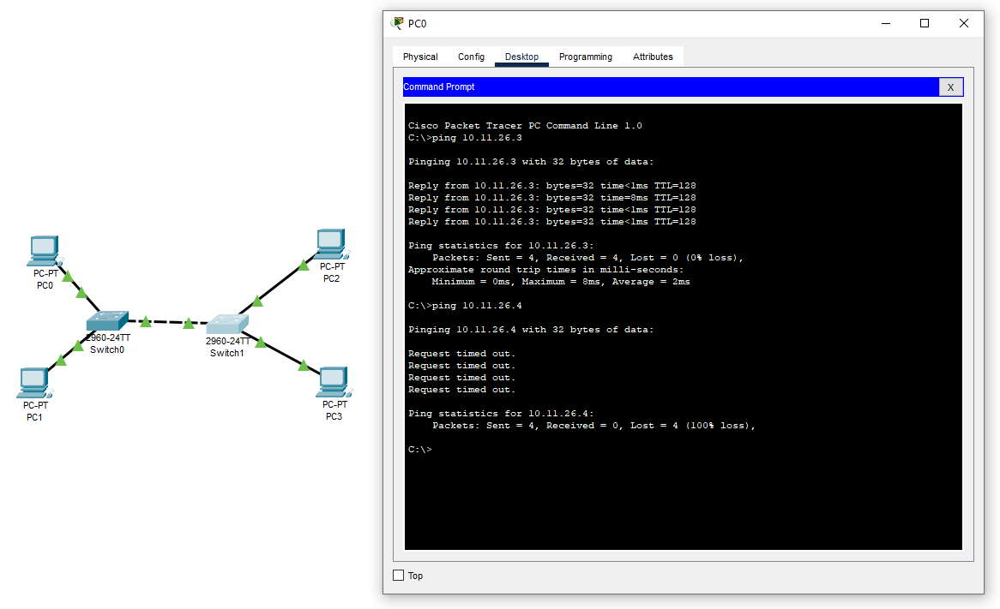 PC0
Physical Config Desktop Programming Attributes
Command Prompt
X
Cisco Packet Tracer PC Command Line 1.0
C:\>ping 10.11.26.3
Pinging 10.11.26.3 with 32 bytes of data:
Reply from 10.11.26.3: bytes=32 time<1ms TTL=128
Reply from 10.11.26.3: bytes=32 time=8ms TTL=128
Reply from 10.11.26.3: bytes=32 time<1ms TTL=128
Reply from 10.11.26.3: bytes=32 time<1ms TTL=128
Ping statistics for 10.11.26.3:
Packets: Sent = 4, Received = 4, Lost = 0 (0% loss),
Approximate round trip times in milli-seconds:
Minimum = 0ms, Maximum = 8ms, Average = 2ms
C:\>ping 10.11.26.4
Pinging 10.11.26.4 with 32 bytes of data:
Request timed out.
Request timed out.
Request timed out.
Request timed out.
Ping statistics for 10.11.26.4:
Packets: Sent = 4, Received = 0, Lost = 4 (100% loss),
C:\>
Top
PC-PT
PC0
PC-PT
PC2
2960-24TT
Switch0
2960-24TT
Switch1
PC-PT
PC1
PC-PT
PC3